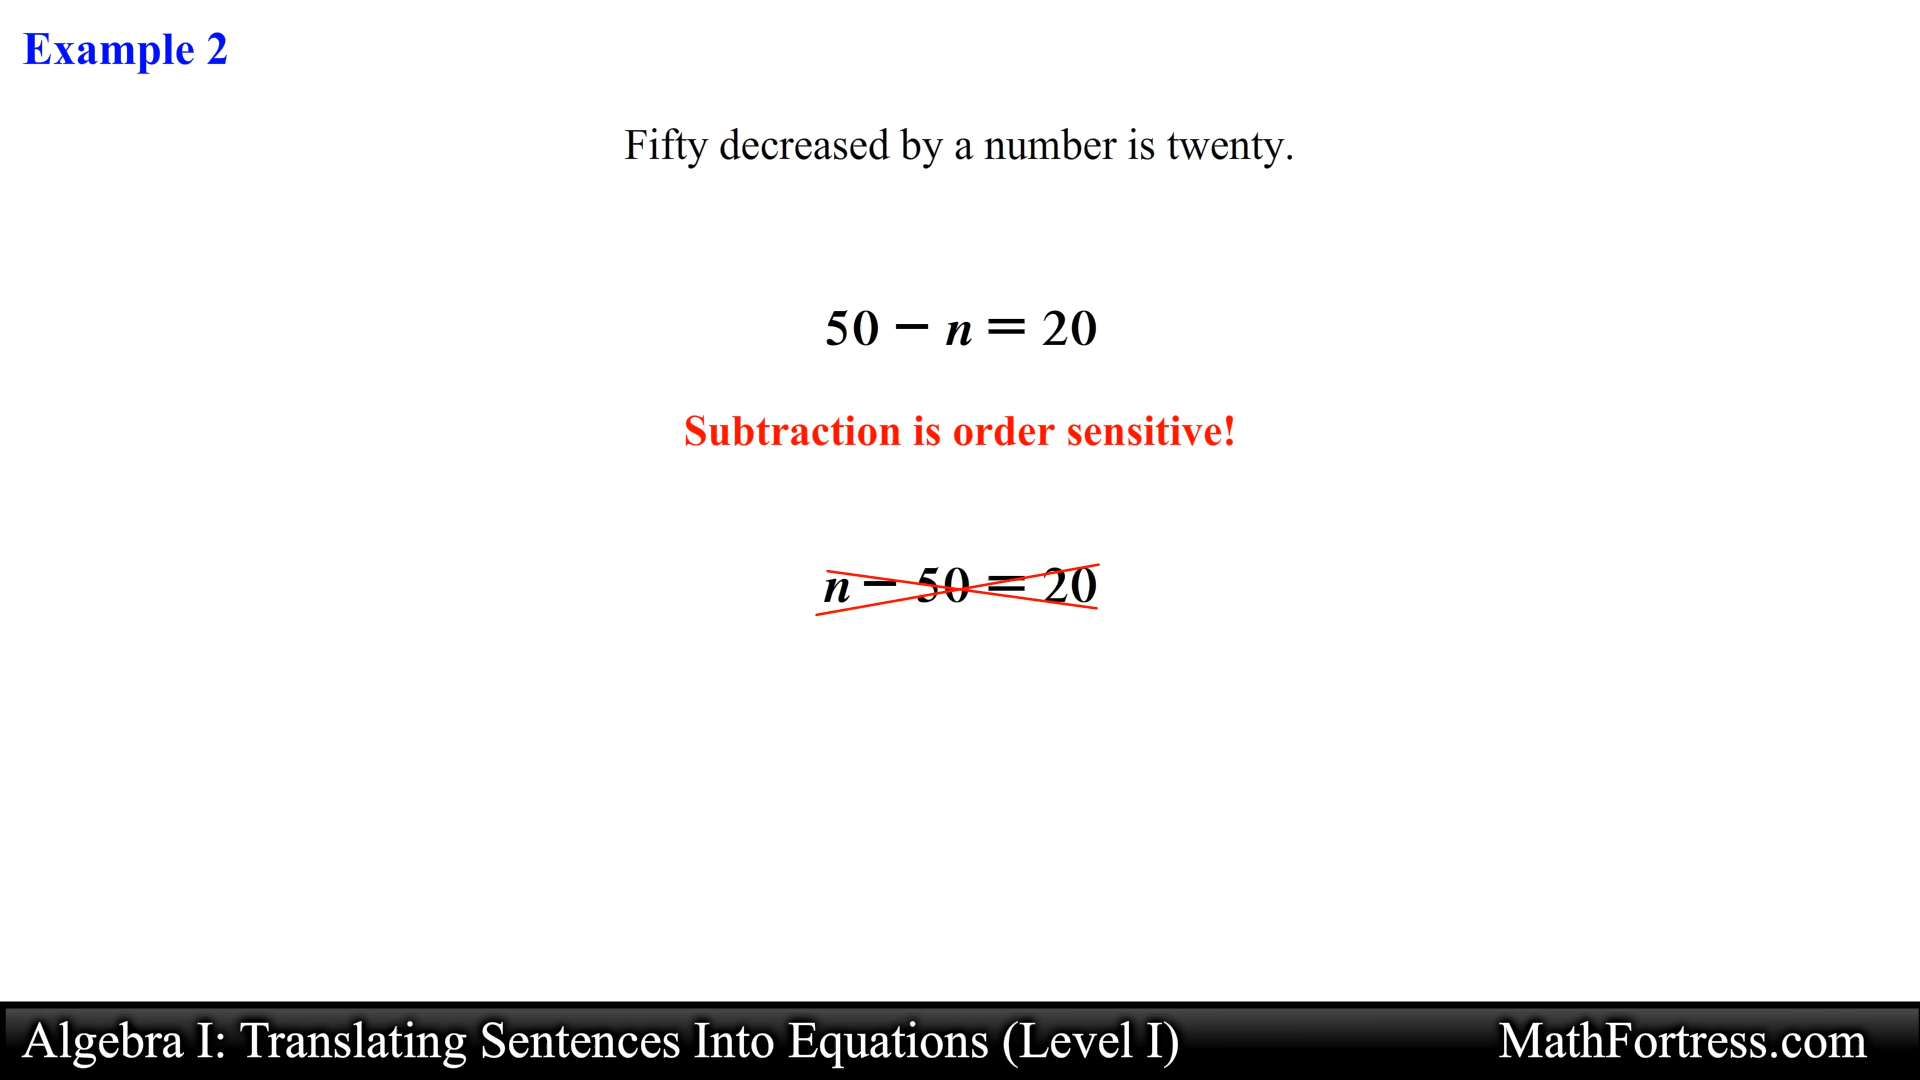 Example 2
Fifty decreased by a number is twenty.
50 − n = 20
Subtraction is order sensitive!
n − 50 = 20
Algebra I: Translating Sentences Into Equations (Level I)
MathFortress.com